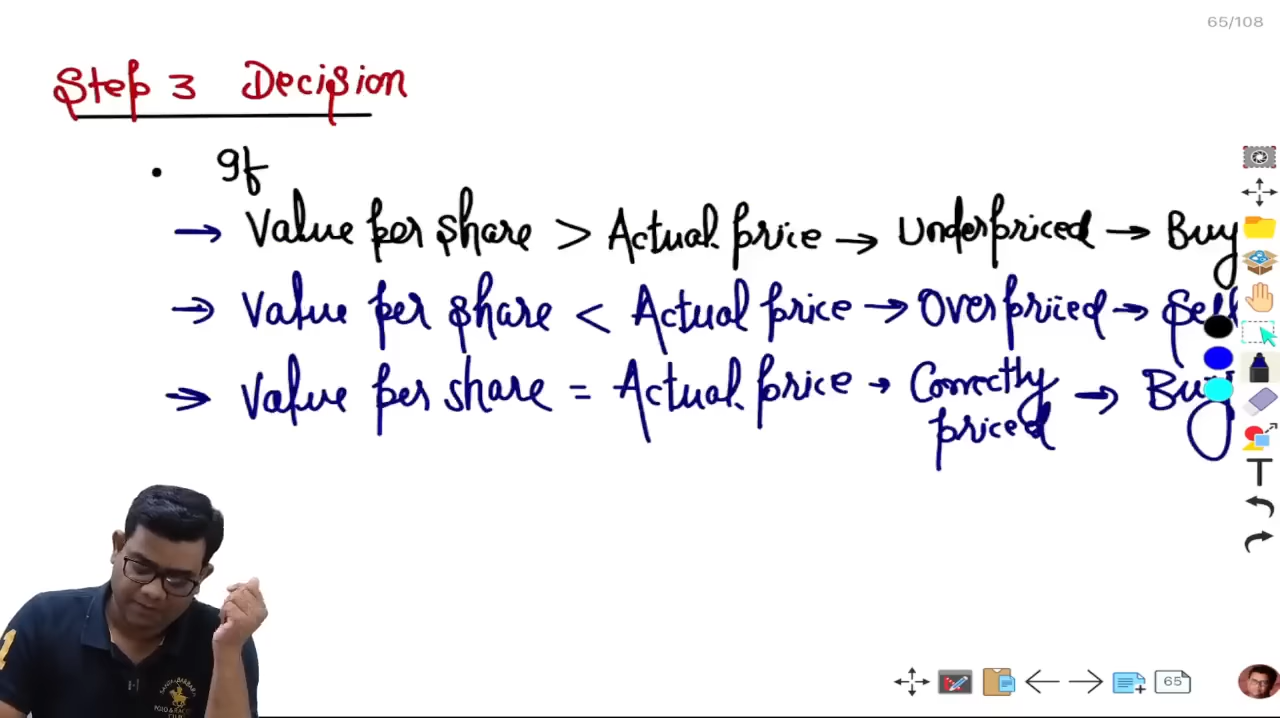 65/108
Step 3 Decision
• If
→ Value per share > Actual price → Underpriced → Buy
→ Value per share < Actual price → Overpriced → Sell
→ Value per share = Actual price → Correctly priced → Buy
T
1
65